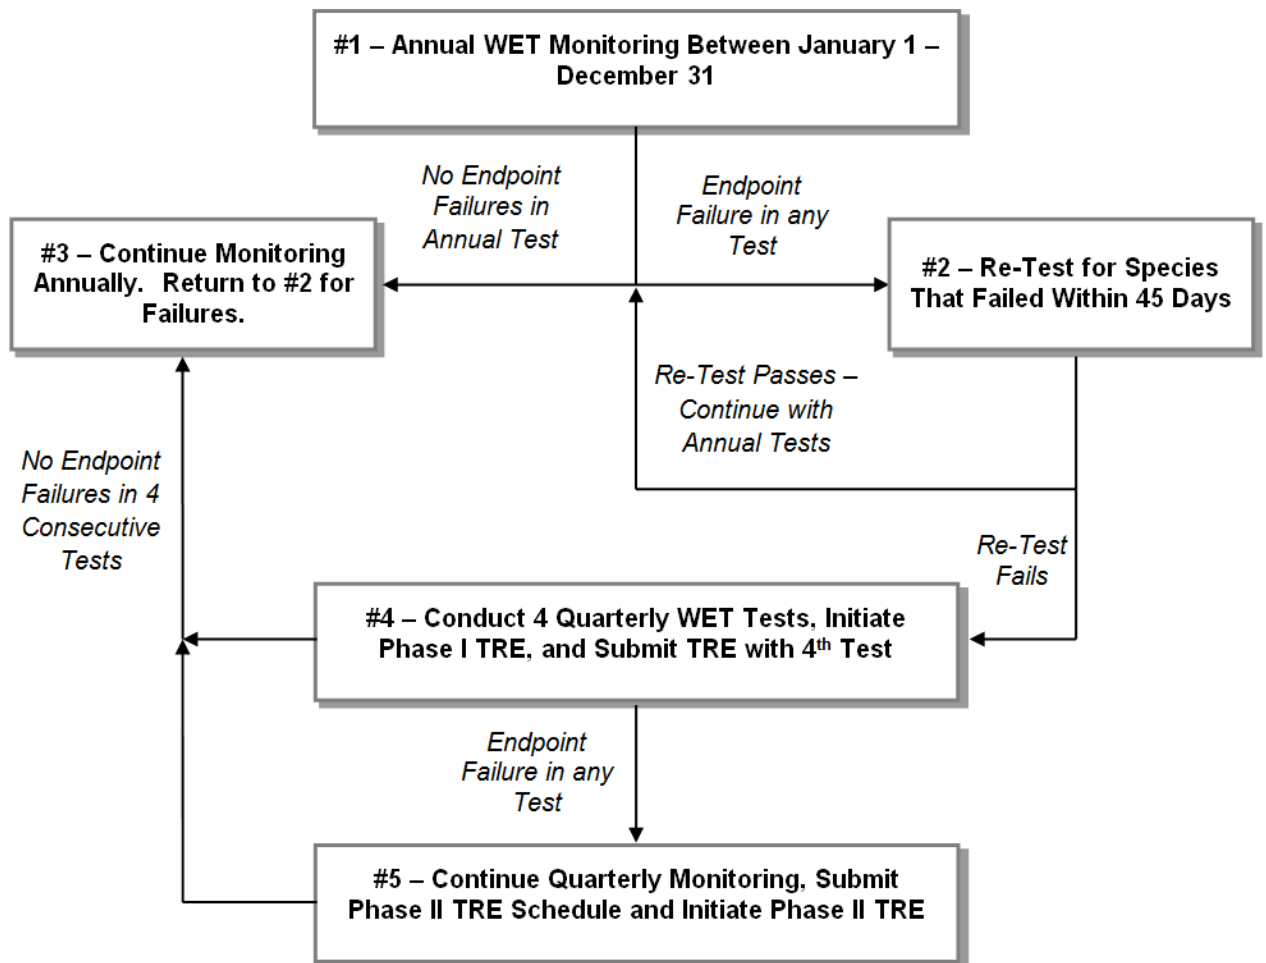 #1 – Annual WET Monitoring Between January 1 –
December 31
No Endpoint
Failures in
Annual Test
Endpoint
Failure in any
Test
#3 – Continue Monitoring
Annually.  Return to #2 for
Failures.
#2 – Re-Test for Species
That Failed Within 45 Days
Re-Test Passes –
Continue with
Annual Tests
No Endpoint
Failures in 4
Consecutive
Tests
Re-Test
Fails
#4 – Conduct 4 Quarterly WET Tests, Initiate
Phase I TRE, and Submit TRE with 4th Test
Endpoint
Failure in any
Test
#5 – Continue Quarterly Monitoring, Submit
Phase II TRE Schedule and Initiate Phase II TRE